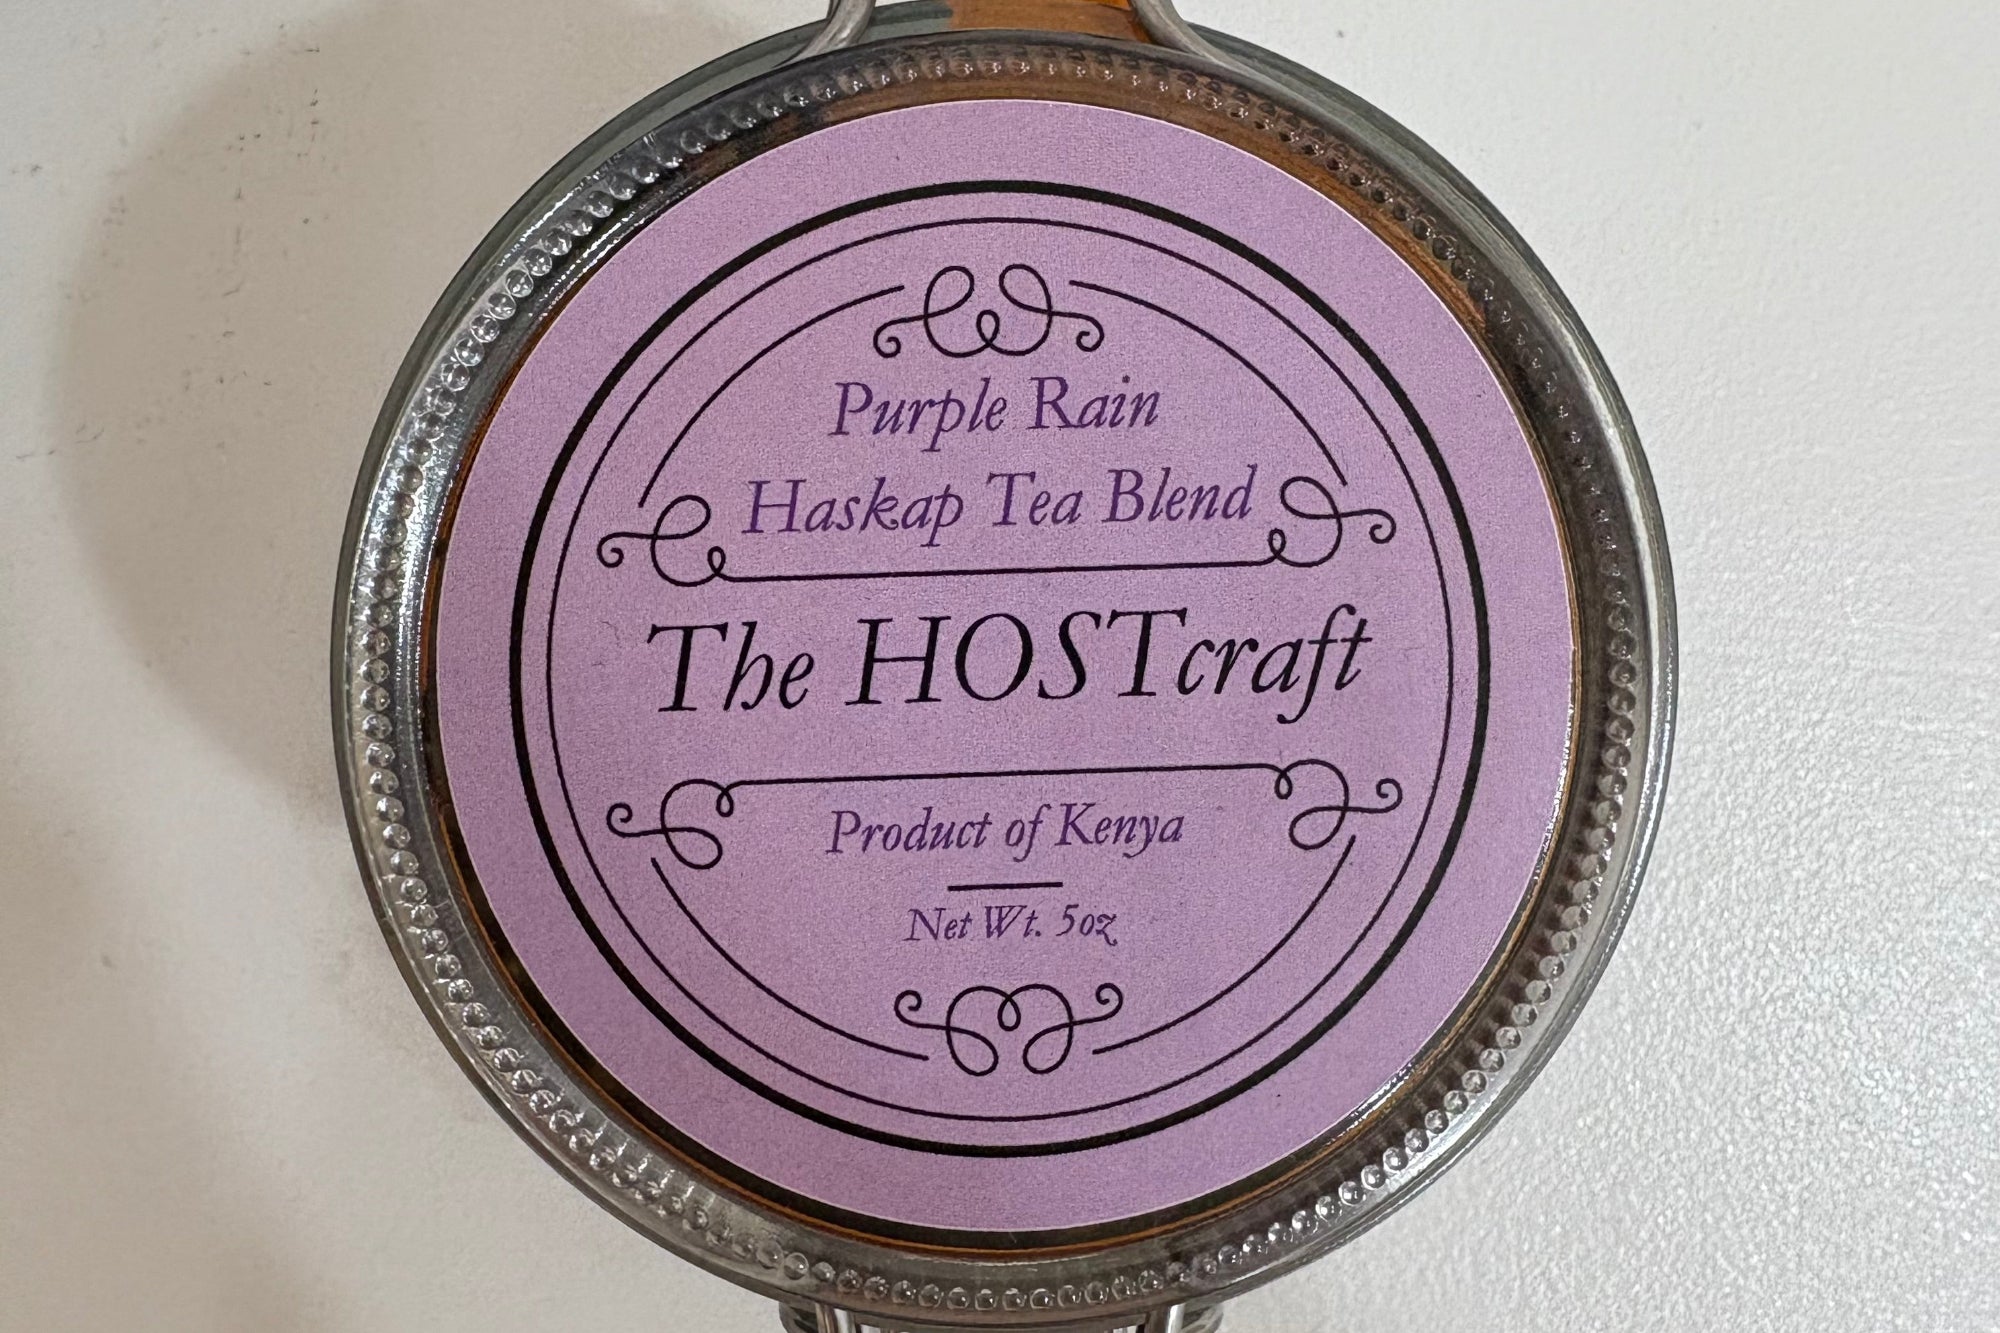 Purple Rain
Haskap Tea Blend
The HOSTcraft
Product of Kenya
Net Wt. 5oz